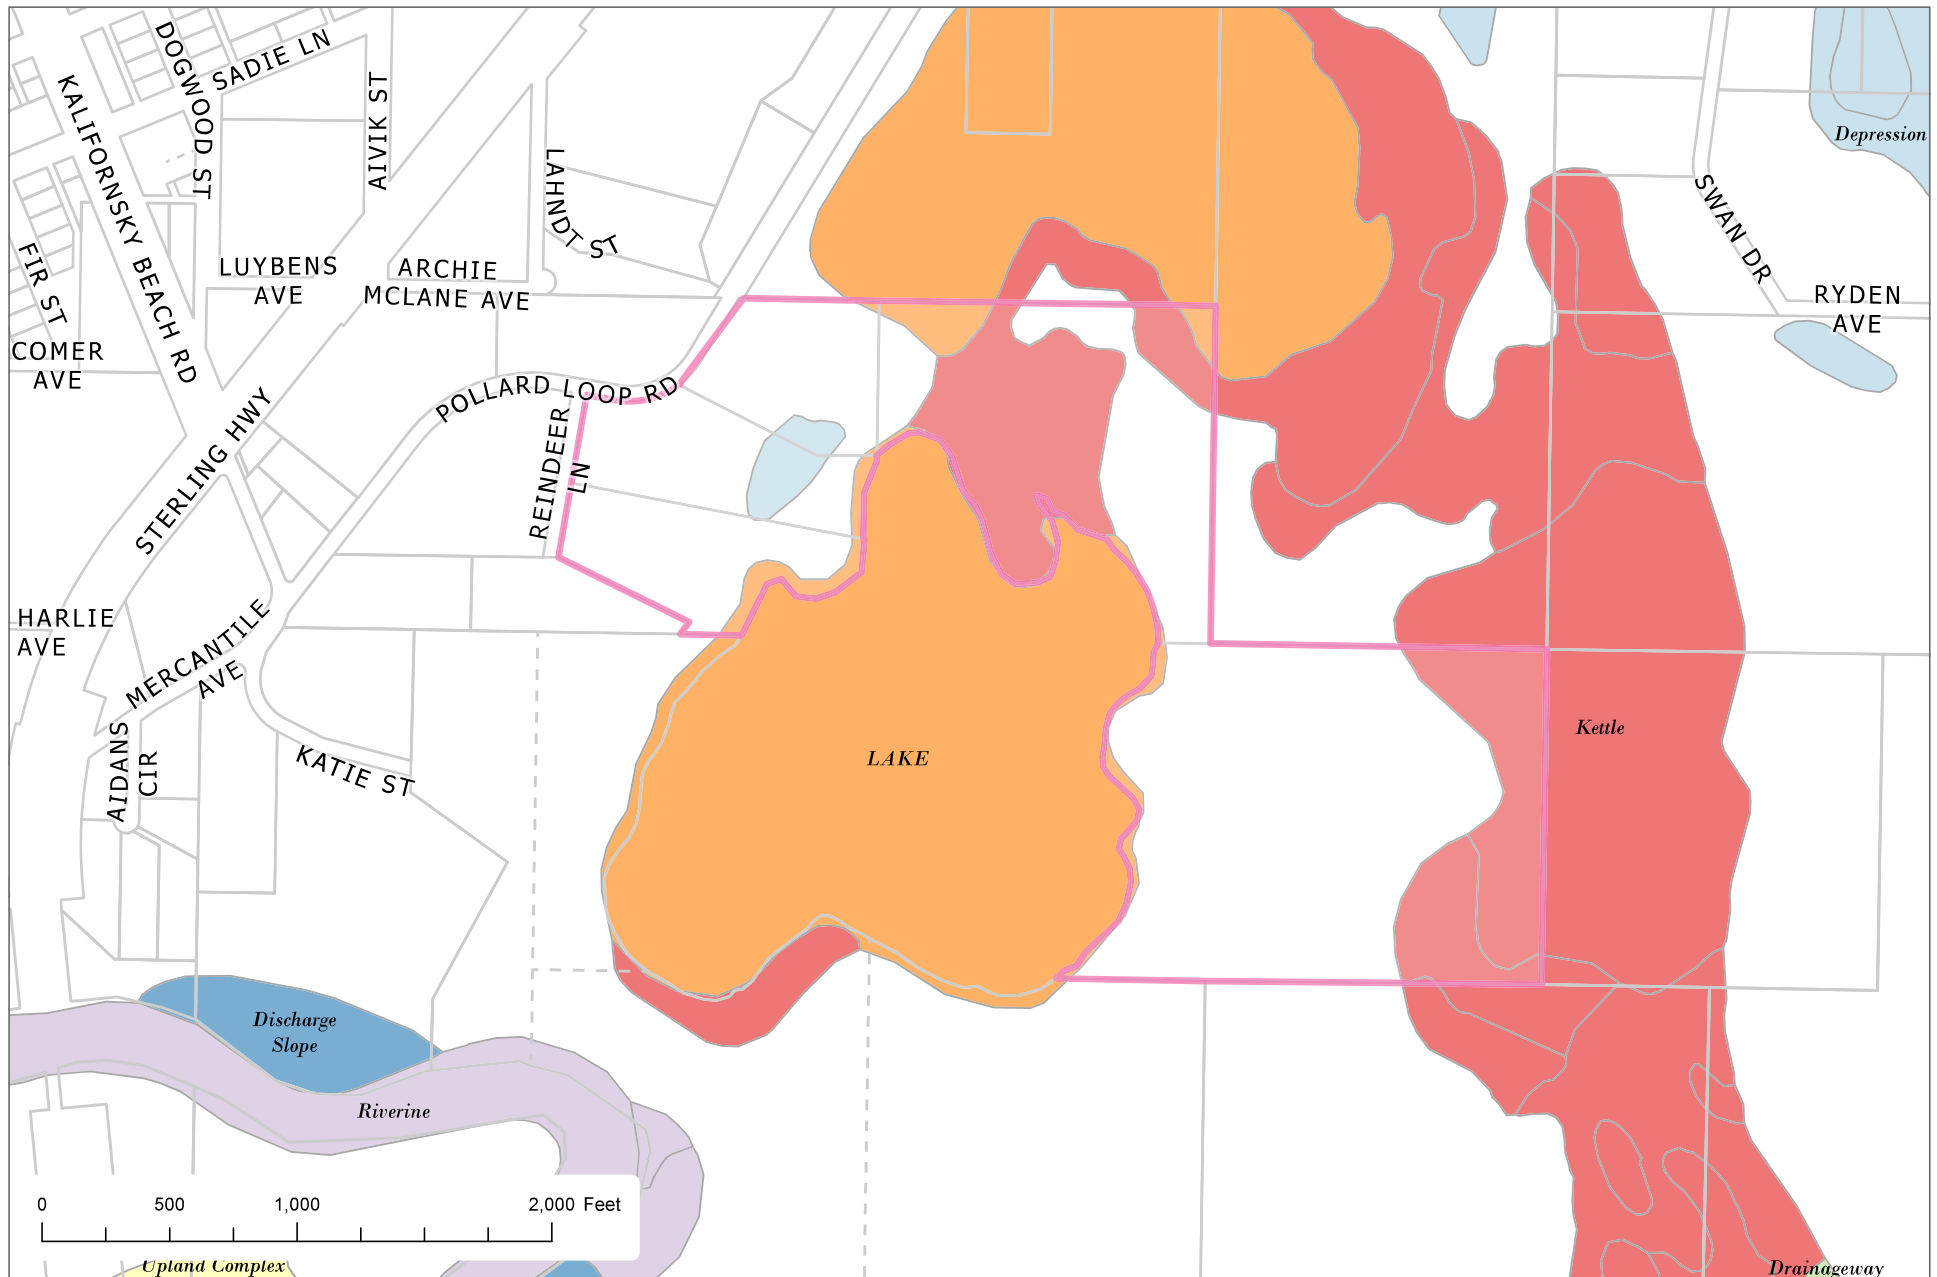 DOGWOOD ST
SADIE LN
KALIFORNSKY BEACH RD
AIVIK ST
LAHNDT ST
Depression
SWAN DR
FIR ST
LUYBENS
AVE
ARCHIE
MCLANE AVE
RYDEN
AVE
COMER
AVE
POLLARD LOOP RD
STERLING HWY
REINDEER
LN
HARLIE
AVE
MERCANTILE
AVE
AIDANS
CIR
KATIE ST
LAKE
Kettle
Discharge
Slope
Riverine
0 500 1,000 2,000 Feet
Upland Complex
Drainageway